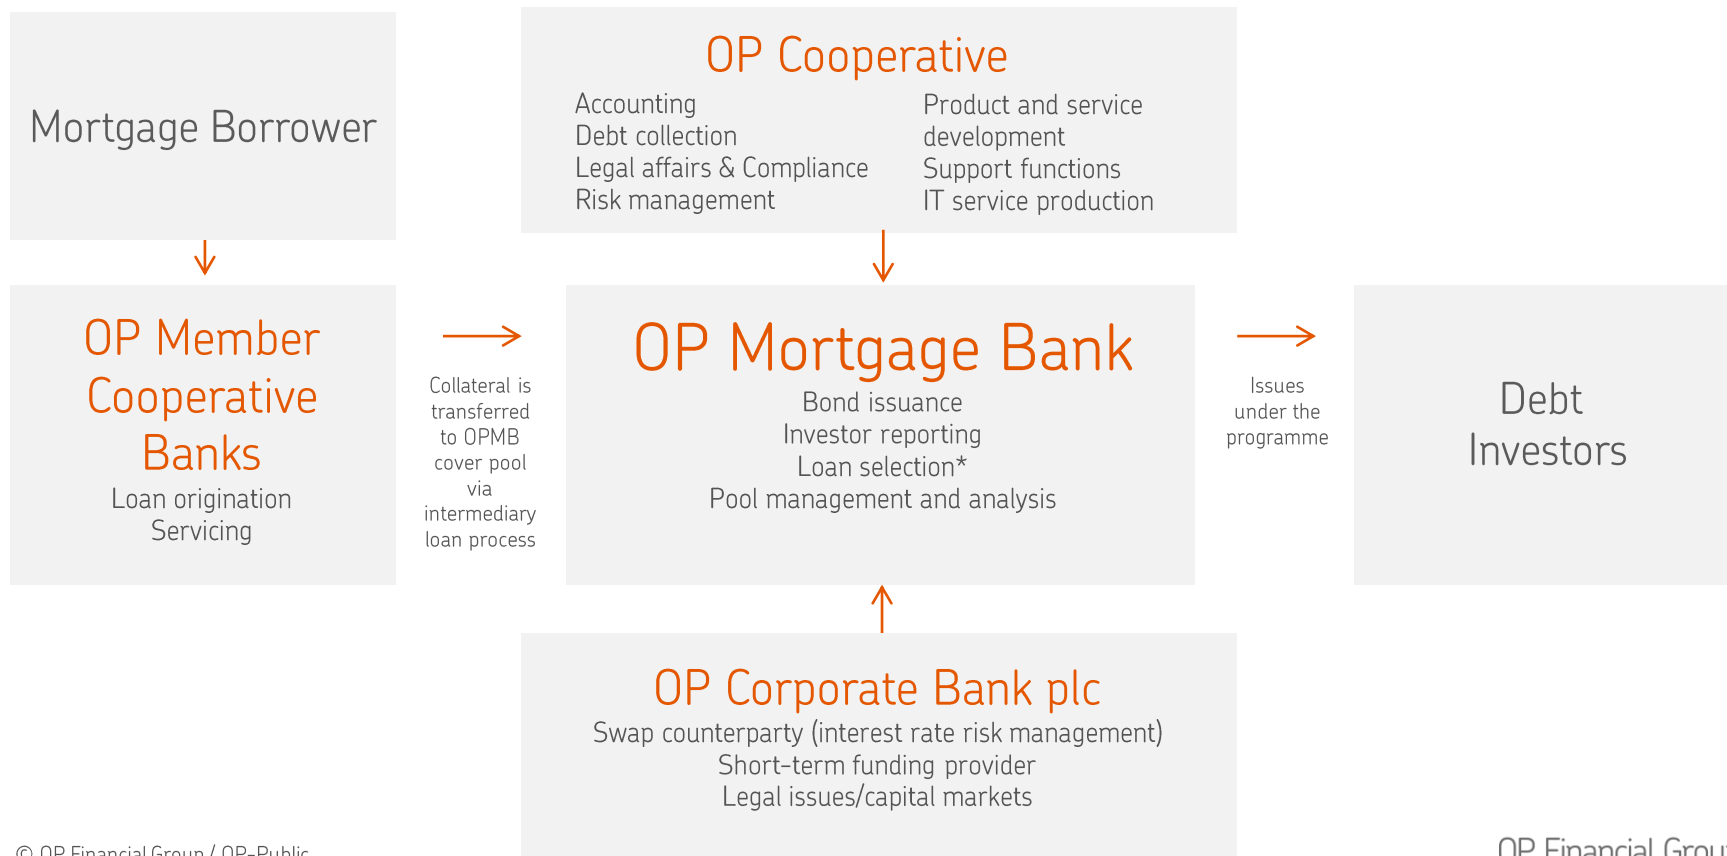 Mortgage Borrower
OP Cooperative
Accounting
Debt collection
Legal affairs & Compliance
Risk management
Product and service
development
Support functions
IT service production
OP Member
Cooperative
Banks
Loan origination
Servicing
Collateral is
transferred
to OPMB
cover pool
via
intermediary
loan process
OP Mortgage Bank
Bond issuance
Investor reporting
Loan selection*
Pool management and analysis
Issues
under the
programme
Debt
Investors
OP Corporate Bank plc
Swap counterparty (interest rate risk management)
Short-term funding provider
Legal issues/capital markets
© OP Financial Group / OP-Public
OP Financial Grou